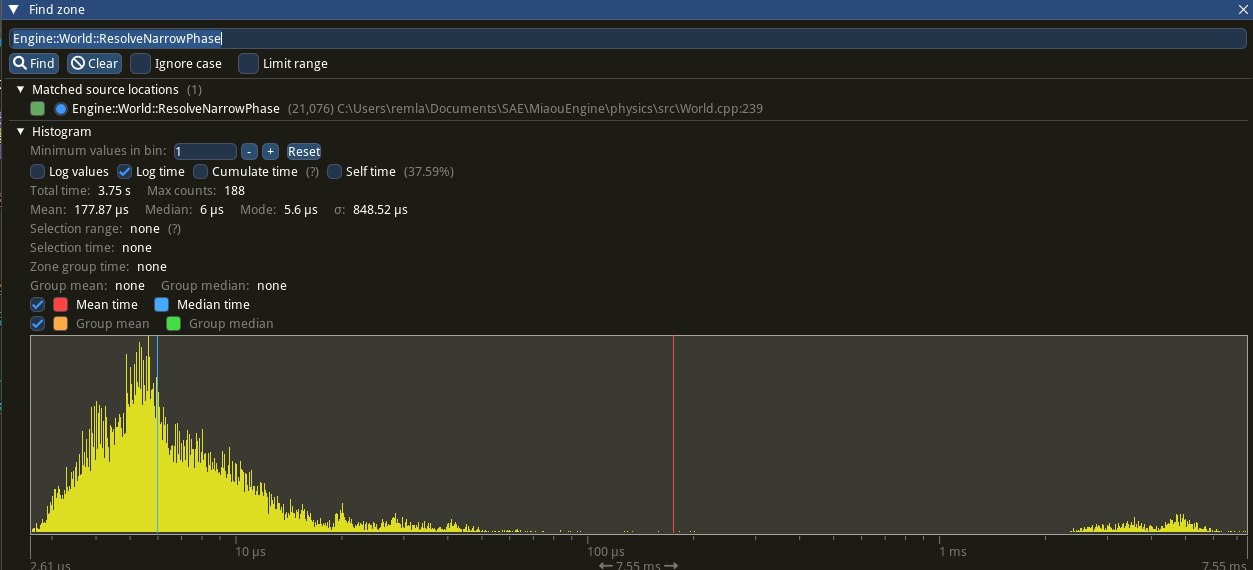 Find zone
Engine::World::ResolveNarrowPhase
Find Clear Ignore case Limit range
Matched source locations (1)
Engine::World::ResolveNarrowPhase (21,076) C:\Users\remla\Documents\SAE\MiaouEngine\physics\src\World.cpp:239
Histogram
Minimum values in bin: 1 - + Reset
Log values Log time Cumulate time (?) Self time (37.59%)
Total time: 3.75 s Max counts: 188
Mean: 177.87 μs Median: 6 μs Mode: 5.6 μs σ: 848.52 μs
Selection range: none (?)
Selection time: none
Zone group time: none
Group mean: none Group median: none
Mean time Median time
Group mean Group median
10 μs 100 μs 1 ms
2.61 μs 7.55 ms 7.55 ms